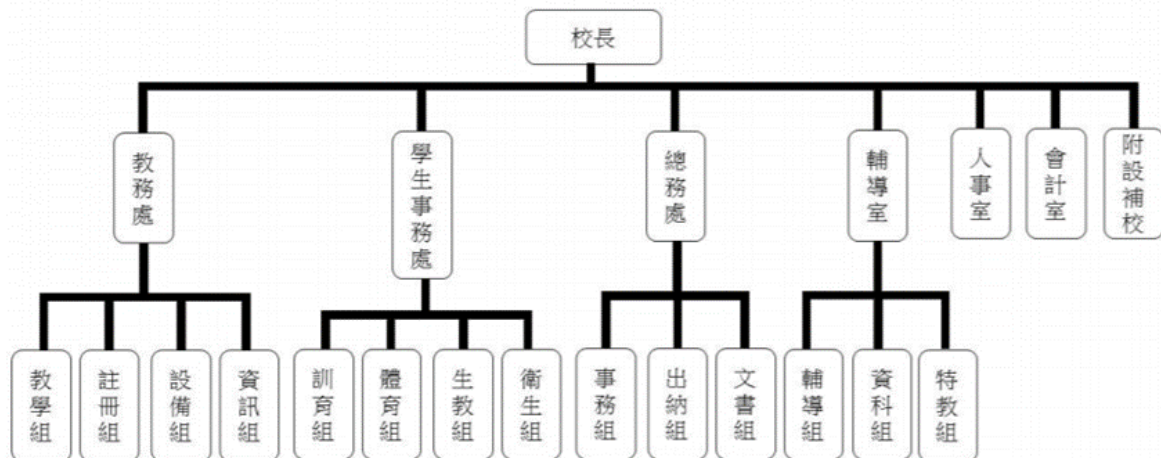 校長
教務處
學生事務處
總務處
輔導室
人事室
會計室
附設補校
教學組
註冊組
設備組
資訊組
訓育組
體育組
生教組
衛生組
事務組
出納組
文書組
輔導組
資科組
特教組